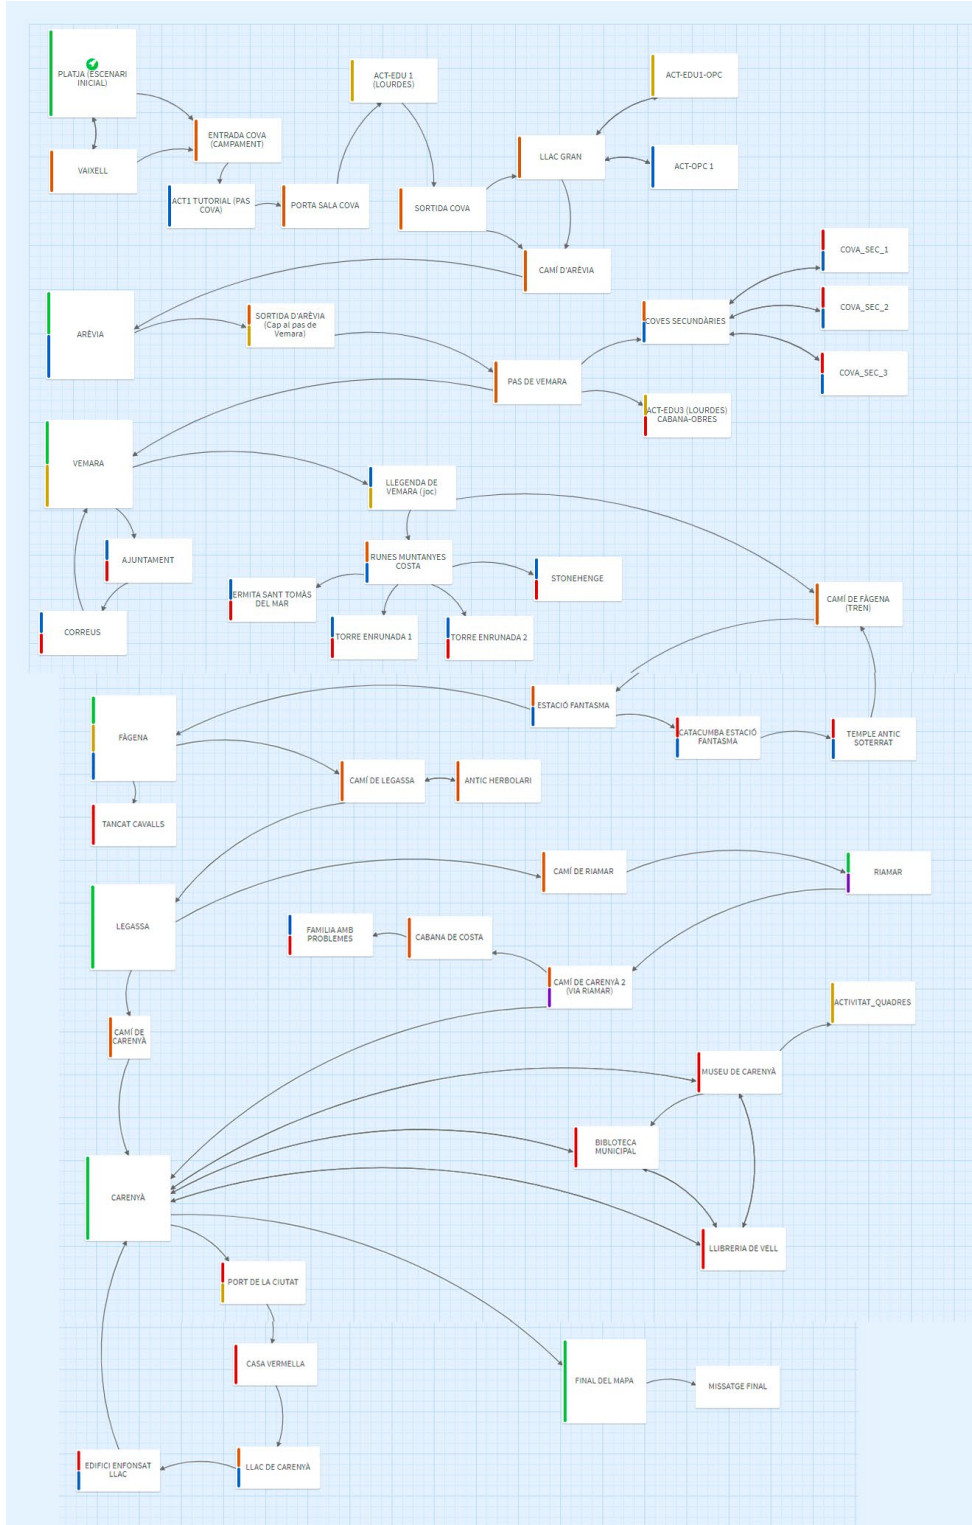 PLATJA (ESCENARI
INICIAL)
ACT-EDU 1
(LOURDES)
ACT-EDU1-OPC
ENTRADA COVA
(CAMPAMENT)
LLAC GRAN
ACT-OPC 1
VAIXELL
ACT1 TUTORIAL (PAS
COVA)
PORTA SALA COVA
SORTIDA COVA
COVA_SEC_1
CAMÍ D'ARÈVIA
COVA_SEC_2
ARÈVIA
SORTIDA D'ARÈVIA
(Cap al pas de
Vemara)
COVES SECUNDÀRIES
COVA_SEC_3
PAS DE VEMARA
ACT-EDU3 (LOURDES)
CABANA-OBRES
VEMARA
LLEGENDA DE
VEMARA (joc)
AJUNTAMENT
RUNES MUNTANYES
COSTA
STONEHENGE
ERMITA SANT TOMÀS
DEL MAR
CAMÍ DE FÀGENA
(TREN)
CORREUS
TORRE ENRUNADA 1
TORRE ENRUNADA 2
ESTACIÓ FANTASMA
FÀGENA
CATACUMBA ESTACIÓ
FANTASMA
TEMPLE ANTIC
SOTERRAT
CAMÍ DE LEGASSA
ANTIC HERBOLARI
TANCAT CAVALLS
CAMÍ DE RIAMAR
RIAMAR
LEGASSA
FAMILIA AMB
PROBLEMES
CABANA DE COSTA
CAMÍ DE CARENYÀ 2
(VIA RIAMAR)
ACTIVITAT_QUADRES
CAMÍ DE
CARENYÀ
MUSEU DE CARENYÀ
BIBLOTECA
MUNICIPAL
CARENYÀ
LLIBRERIA DE VELL
PORT DE LA CIUTAT
CASA VERMELLA
FINAL DEL MAPA
MISSATGE FINAL
EDIFICI ENFONSAT
LLAC
LLAC DE CARENYÀ